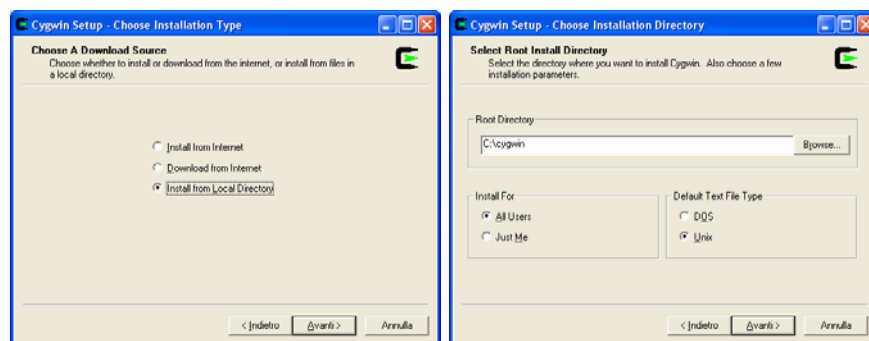 Cygwin Setup - Choose Installation Type
Choose A Download Source
Choose whether to install or download from the internet, or install from files in
a local directory.
Install from Internet
Download from Internet
Install from Local Directory
< Indietro
Avanti >
Annulla
Cygwin Setup - Choose Installation Directory
Select Root Install Directory
Select the directory where you want to install Cygwin. Also choose a few
installation parameters.
Root Directory
C:\cygwin
Browse...
Install For
All Users
Just Me
Default Text File Type
DOS
Unix
< Indietro
Avanti >
Annulla